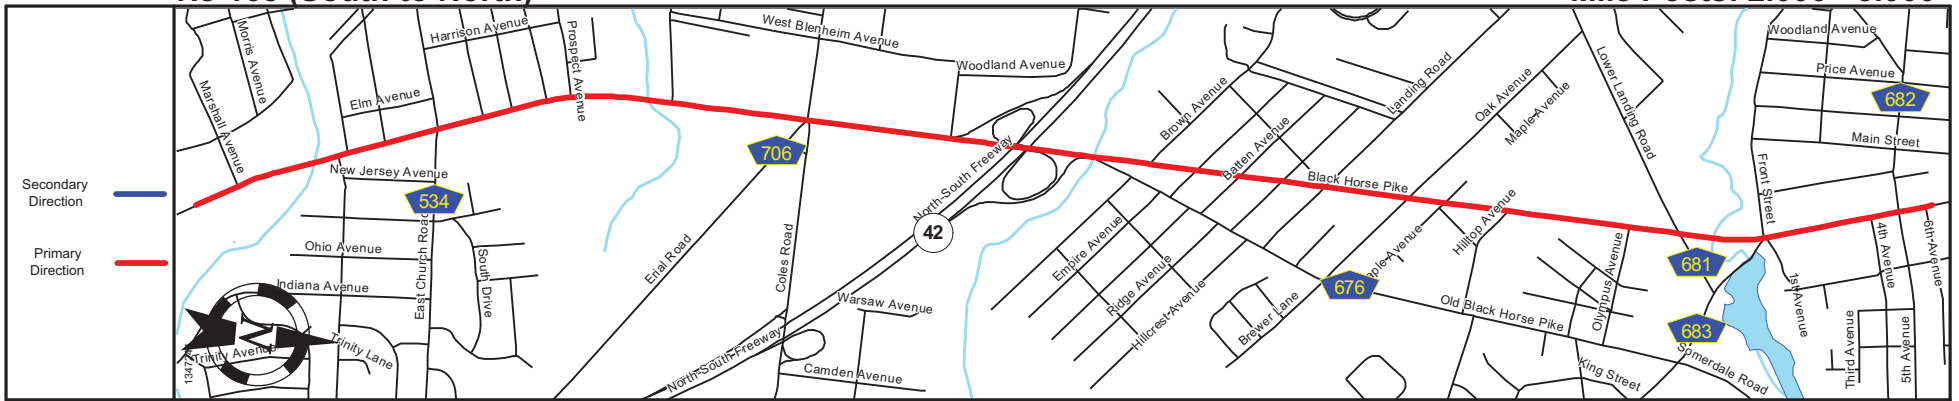 Secondary
Direction
Primary
Direction
Morris Avenue
Marshall Avenue
Harrison Avenue
Elm Avenue
Prospect Avenue
West Blenheim Avenue
Woodland Avenue
New Jersey Avenue
534
Ohio Avenue
Indiana Avenue
East Church Road
South Drive
Trinity Avenue
Trinity Lane
Erial Road
706
Coles Road
North-South Freeway
42
North-South Freeway
Warsaw Avenue
Camden Avenue
Brown Avenue
Batten Avenue
Black Horse Pike
Landing Road
Oak Avenue
Maple Avenue
Lower Landing Road
Empire Avenue
Ridge Avenue
Hillcrest Avenue
Brewer Lane
676
Hilltop Avenue
Old Black Horse Pike
Olympus Avenue
King Street
Somerdale Road
681
683
Woodland Avenue
Price Avenue
682
Main Street
Front Street
1st Avenue
Third Avenue
4th Avenue
5th Avenue
6th Avenue